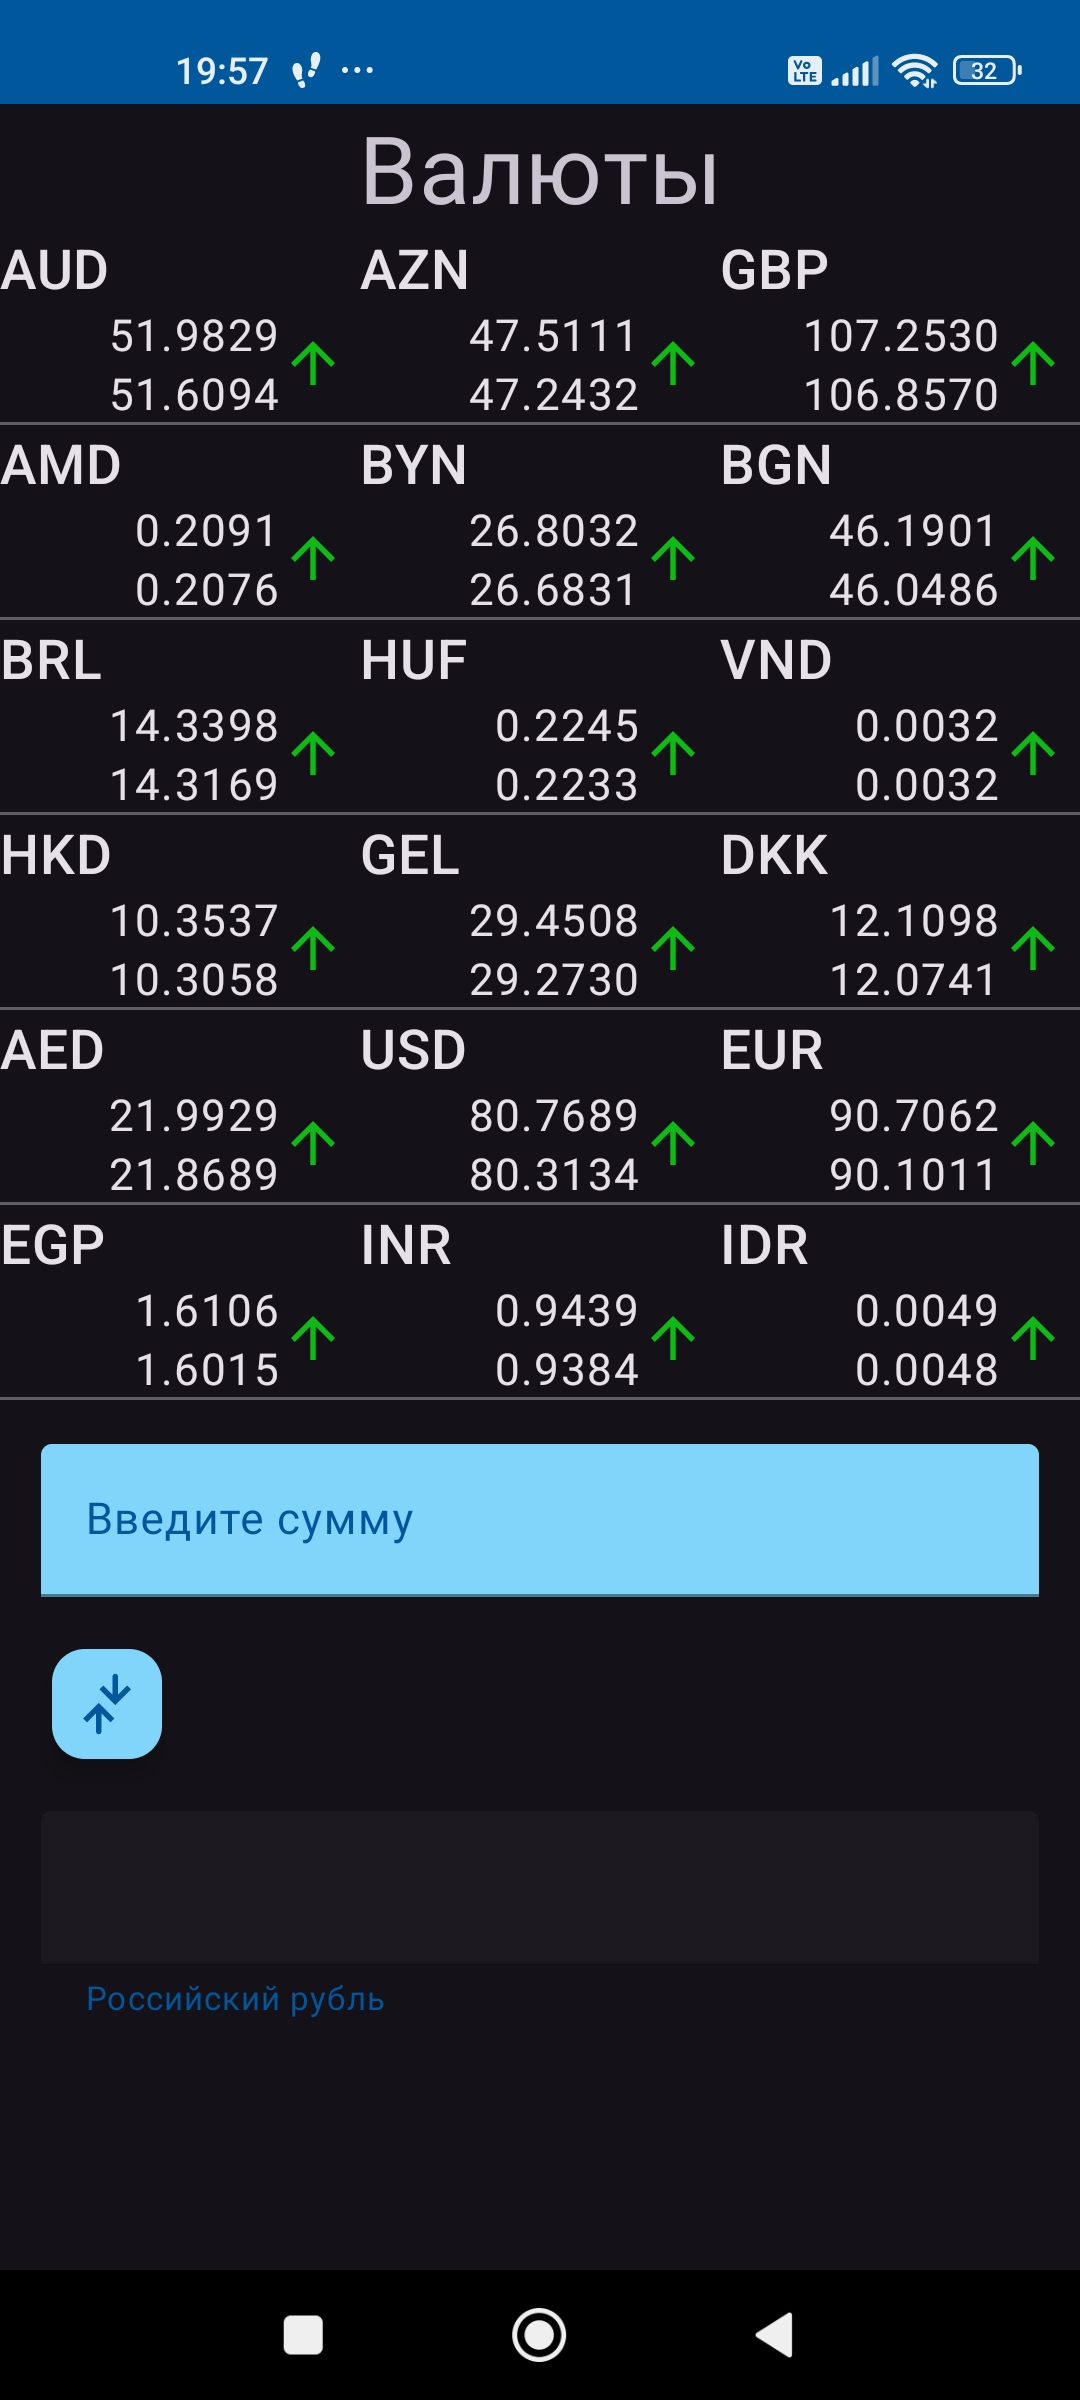 19:57 ... Vo LTE 32
Валюты
AUD AZN GBP
51.9829 47.5111 107.2530
51.6094 47.2432 106.8570
AMD BYN BGN
0.2091 26.8032 46.1901
0.2076 26.6831 46.0486
BRL HUF VND
14.3398 0.2245 0.0032
14.3169 0.2233 0.0032
HKD GEL DKK
10.3537 29.4508 12.1098
10.3058 29.2730 12.0741
AED USD EUR
21.9929 80.7689 90.7062
21.8689 80.3134 90.1011
EGP INR IDR
1.6106 0.9439 0.0049
1.6015 0.9384 0.0048
Введите сумму
Российский рубль